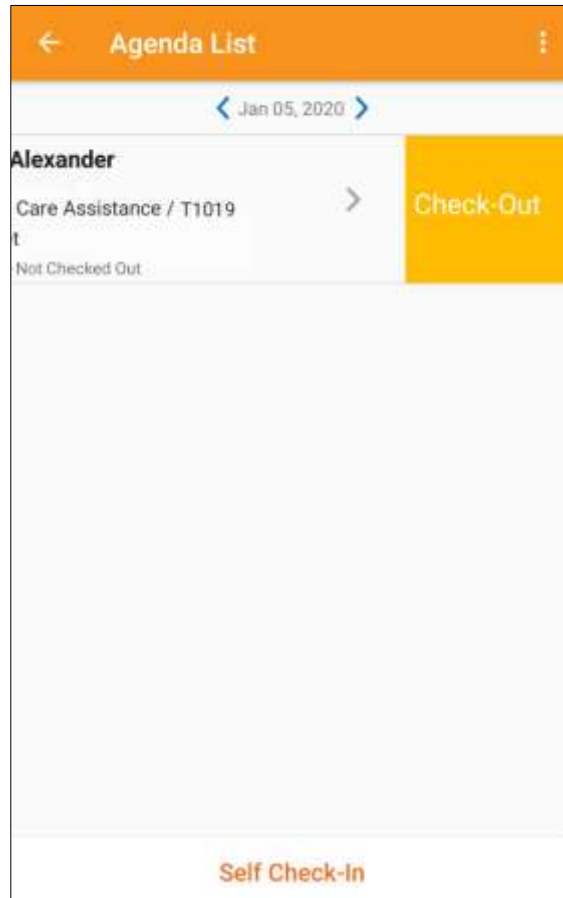 Agenda List
Jan 05, 2020
Alexander
Care Assistance / T1019
t
Not Checked Out
Check-Out
Self Check-In